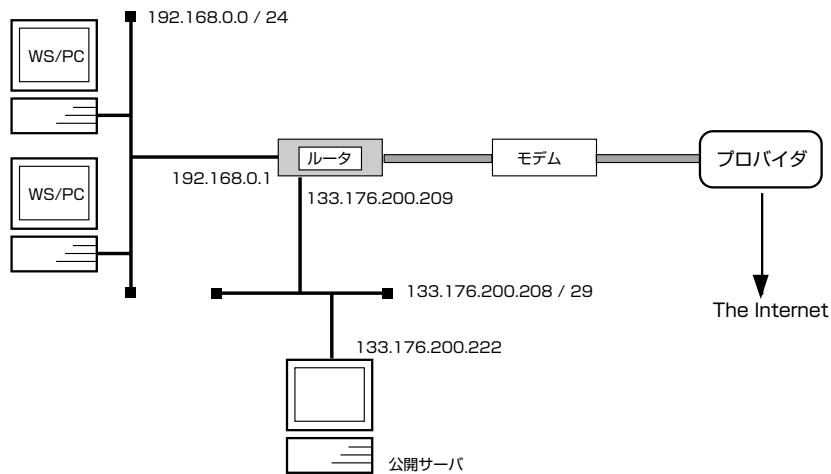 192.168.0.0 / 24
WS/PC
ルータ
モデム
プロバイダ
192.168.0.1
WS/PC
133.176.200.209
133.176.200.208 / 29
The Internet
133.176.200.222
公開サーバ